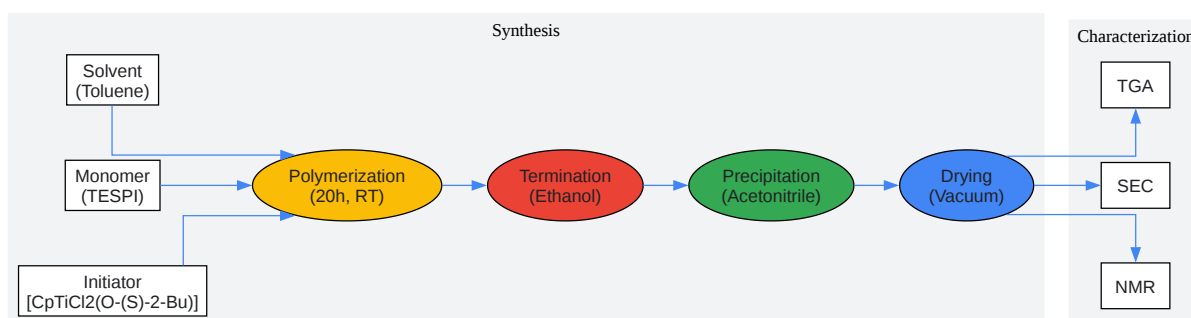 Synthesis
Characterization
Solvent
(Toluene)
Monomer
(TESPI)
Initiator
[CpTiCl2(O-(S)-2-Bu)]
Polymerization
(20h, RT)
Termination
(Ethanol)
Precipitation
(Acetonitrile)
Drying
(Vacuum)
TGA
SEC
NMR